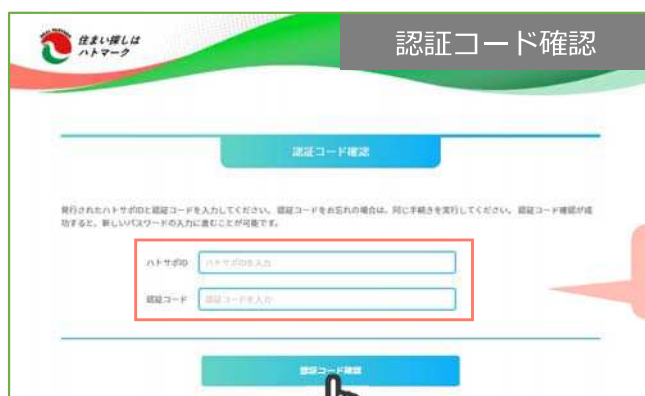 住まい探しは
ハトマーク
認証コード確認
認証コード確認
発行されたハトサポIDと認証コードを入力してください。 認証コードをお忘れの場合は、同じ手続きを実行してください。 認証コード確認が成
功すると、新しいパスワードの入力に進むことが可能です。
ハトサポID ハトサポIDを入力
認証コード 認証コードを入力
認証コード確認